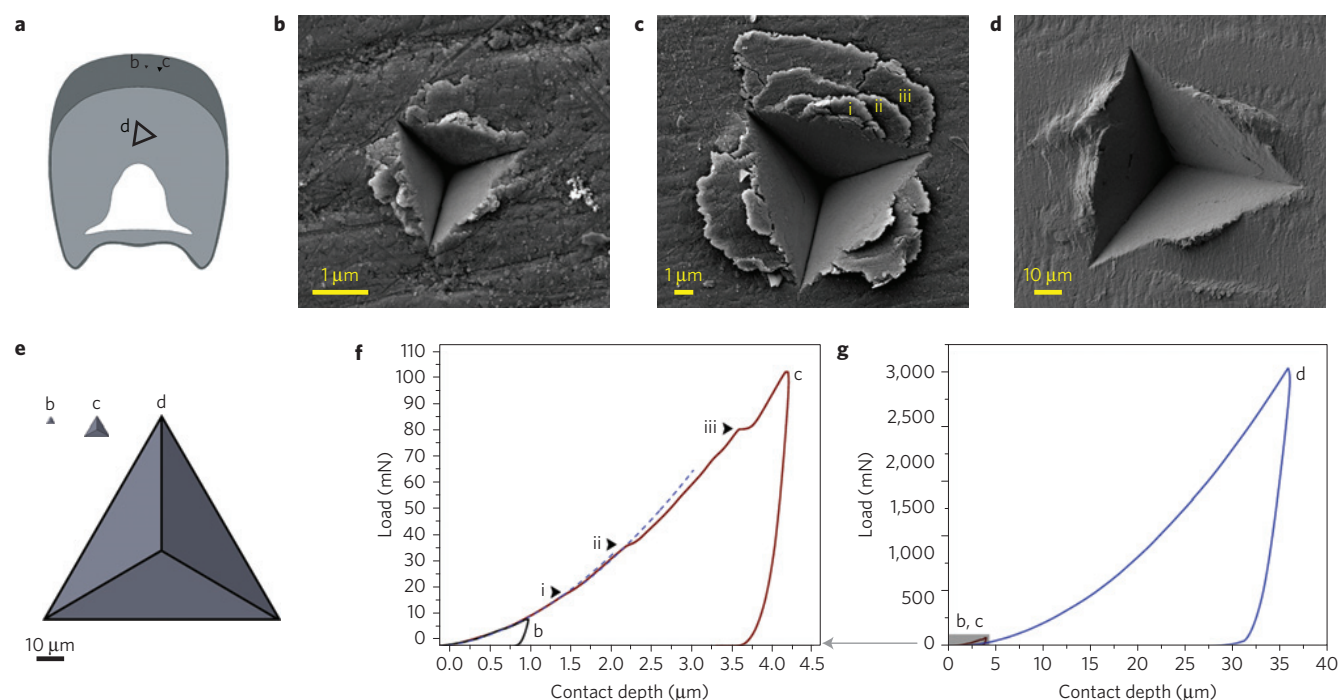 a
b
c
d
b
c
d
i
ii
iii
1 µm
1 µm
10 µm
e
b
c
d
10 µm
f
Load (mN)
110
100
90
80
70
60
50
40
30
20
10
0
0.0 0.5 1.0 1.5 2.0 2.5 3.0 3.5 4.0 4.5
Contact depth (µm)
i
ii
iii
b
c
g
Load (mN)
3,000
2,500
2,000
1,500
1,000
500
0
0 5 10 15 20 25 30 35 40
Contact depth (µm)
b, c
d